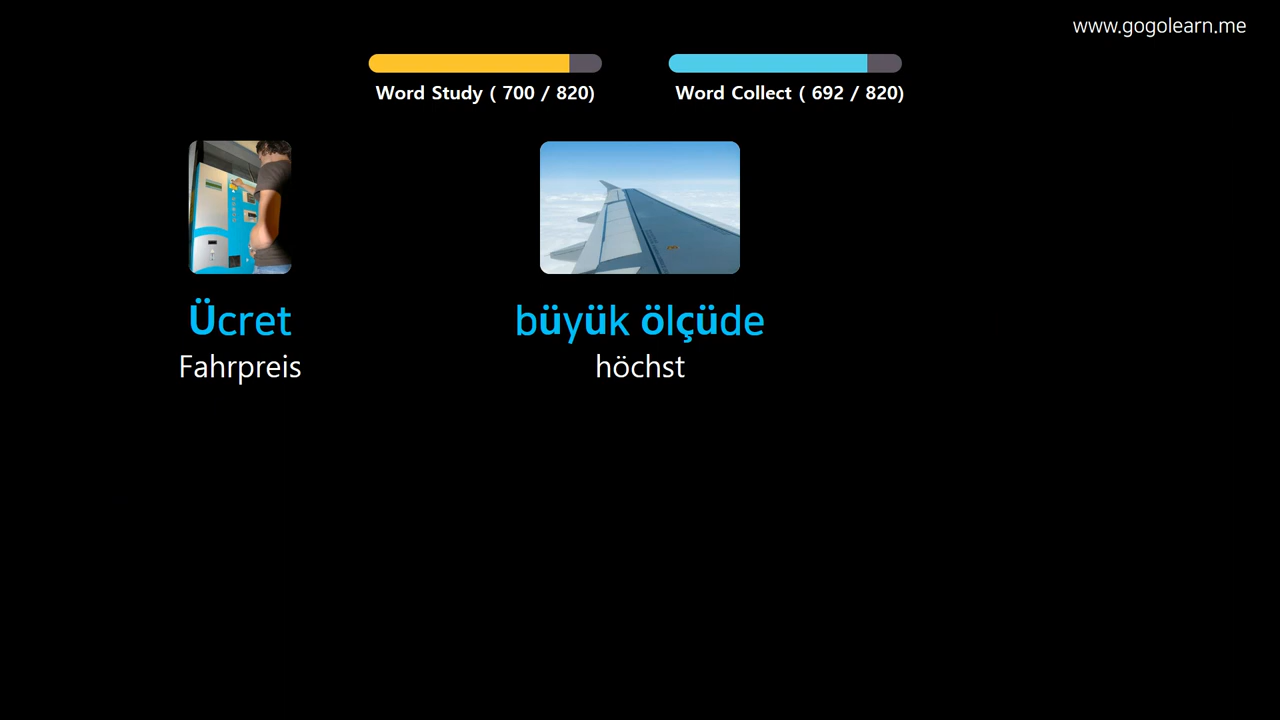 www.gogolearn.me
Word Study ( 700 / 820)
Word Collect ( 692 / 820)
Ücret
Fahrpreis
büyük ölçüde
höchst